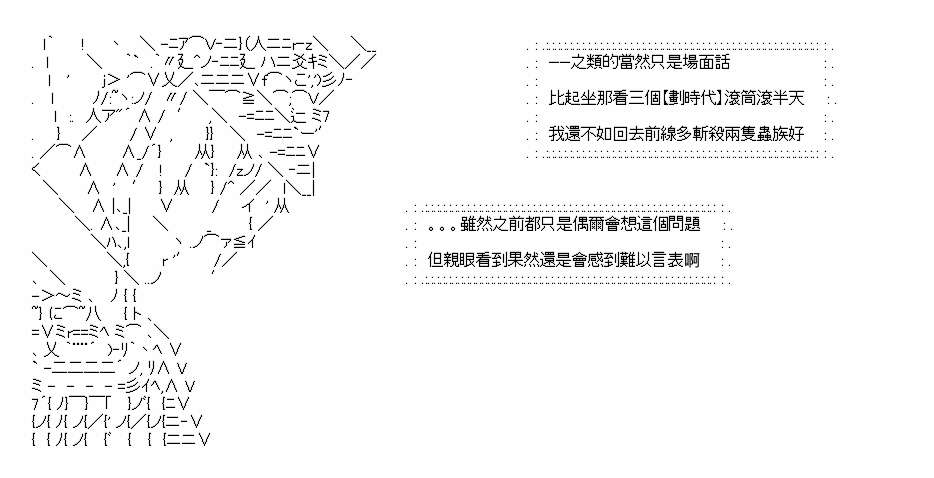 ——之類的當然只是場面話
比起坐那看三個【劃時代】滾筒滾半天
我還不如回去前線多斬殺兩隻蟲族好
。。。雖然之前都只是偶爾會想這個問題
但親眼看到果然還是會感到難以言表啊